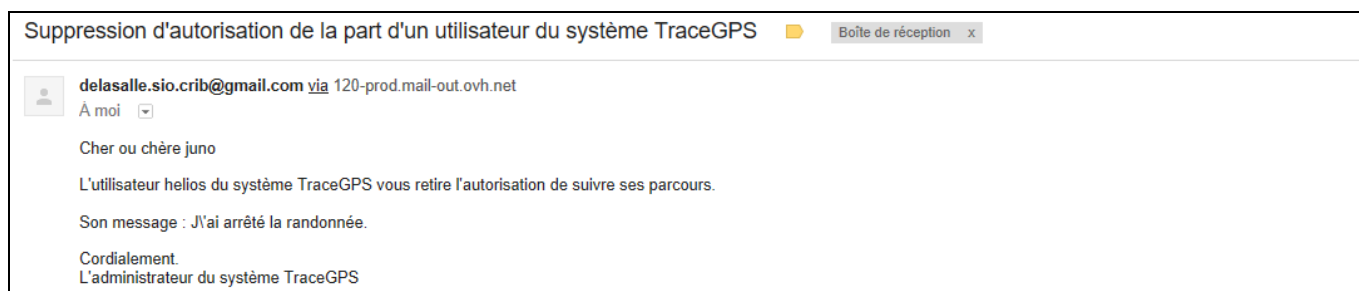 Suppression d'autorisation de la part d'un utilisateur du système TraceGPS Boîte de réception x
delasalle.sio.crib@gmail.com via 120-prod.mail-out.ovh.net
À moi
Cher ou chère juno
L'utilisateur helios du système TraceGPS vous retire l'autorisation de suivre ses parcours.
Son message : J\'ai arrêté la randonnée.
Cordialement.
L'administrateur du système TraceGPS